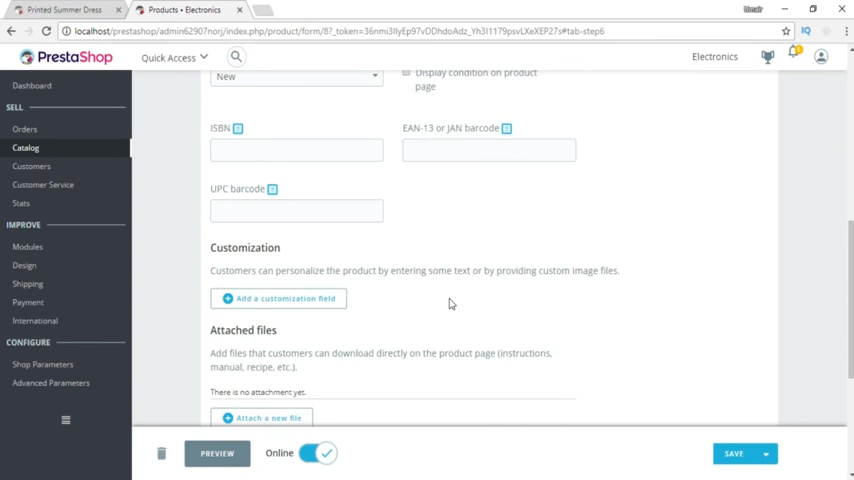 Printed Summer Dress
Products • Electronics
Umair
localhost/prestashop/admin62907norj/index.php/product/form/8?_token=36nmi3IlyEp97vDDhdoAdz_Yh3I1179psvLXeXEP27s#tab-step6
IQ
PrestaShop
Quick Access
Electronics
Dashboard
SELL
Orders
Catalog
Customers
Customer Service
Stats
IMPROVE
Modules
Design
Shipping
Payment
International
CONFIGURE
Shop Parameters
Advanced Parameters
New
Display condition on product
page
ISBN ?
EAN-13 or JAN barcode ?
UPC barcode ?
Customization
Customers can personalize the product by entering some text or by providing custom image files.
Add a customization field
Attached files
Add files that customers can download directly on the product page (instructions,
manual, recipe, etc.).
There is no attachment yet.
Attach a new file
PREVIEW
Online
SAVE